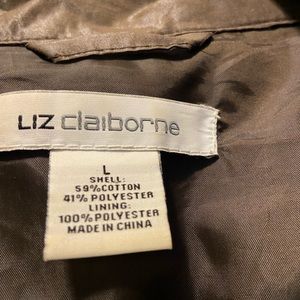 LIZ claiborne
L
SHELL:
59%COTTON
41% POLYESTER
LINING:
100% POLYESTER
MADE IN CHINA